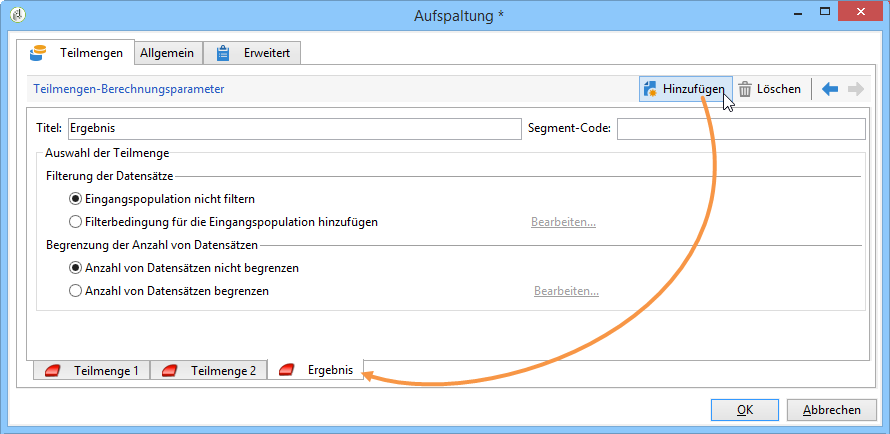 Aufspaltung *
Teilmengen Allgemein Erweitert
Teilmengen-Berechnungsparameter Hinzufügen Löschen
Titel: Ergebnis Segment-Code:
Auswahl der Teilmenge
Filterung der Datensätze
Eingangspopulation nicht filtern
Filterbedingung für die Eingangspopulation hinzufügen Bearbeiten...
Begrenzung der Anzahl von Datensätzen
Anzahl von Datensätzen nicht begrenzen
Anzahl von Datensätzen begrenzen Bearbeiten...
Teilmenge 1 Teilmenge 2 Ergebnis
OK Abbrechen